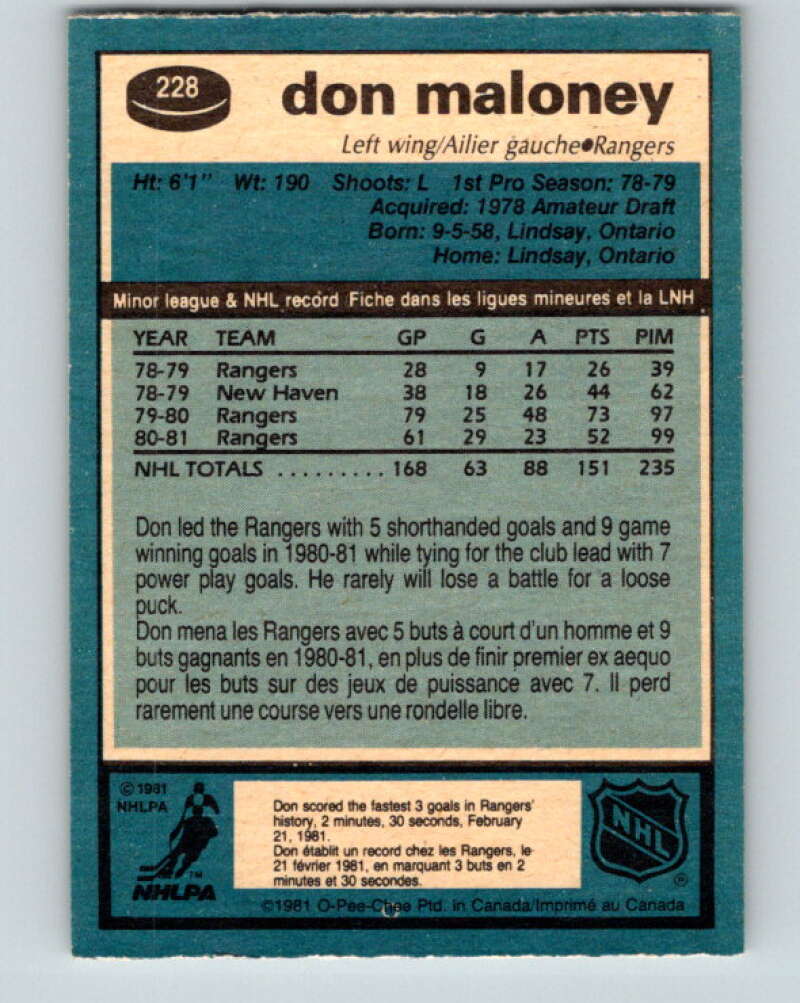 228
don maloney
Left wing/Ailier gauche●Rangers
Ht: 6'1" Wt: 190 Shoots: L 1st Pro Season: 78-79
Acquired: 1978 Amateur Draft
Born: 9-5-58, Lindsay, Ontario
Home: Lindsay, Ontario
Minor league & NHL record Fiche dans les ligues mineures et la LNH
YEAR TEAM GP G A PTS PIM
78-79 Rangers 28 9 17 26 39
78-79 New Haven 38 18 26 44 62
79-80 Rangers 79 25 48 73 97
80-81 Rangers 61 29 23 52 99
NHL TOTALS ......... 168 63 88 151 235
Don led the Rangers with 5 shorthanded goals and 9 game
winning goals in 1980-81 while tying for the club lead with 7
power play goals. He rarely will lose a battle for a loose
puck.
Don mena les Rangers avec 5 buts à court d'un homme et 9
buts gagnants en 1980-81, en plus de finir premier ex aequo
pour les buts sur des jeux de puissance avec 7. Il perd
rarement une course vers une rondelle libre.
©1981
NHLPA
TM
NHLPA
Don scored the fastest 3 goals in Rangers'
history, 2 minutes, 30 seconds, February
21, 1981.
Don établit un record chez les Rangers, le
21 février 1981, en marquant 3 buts en 2
minutes et 30 secondes.
NHL
®
©1981 O-Pee-Chee Ptd. in Canada/Imprimé au Canada